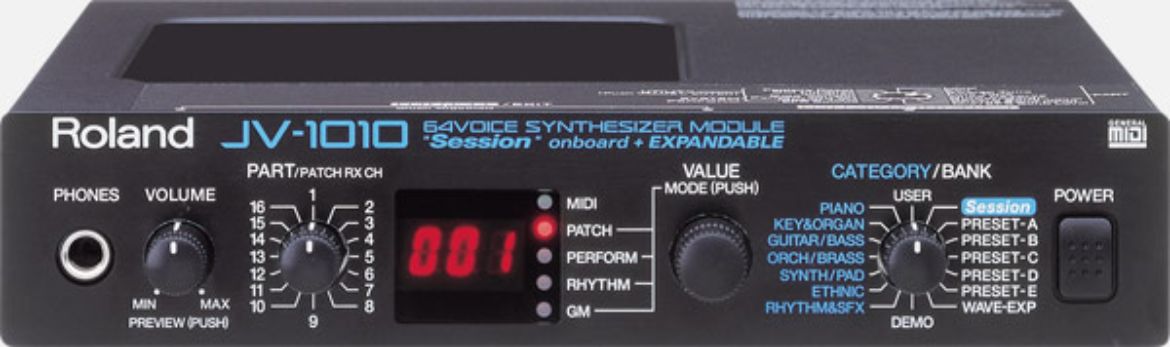 Roland JV-1010 64VOICE SYNTHESIZER MODULE
"Session" onboard + EXPANDABLE
GENERAL MIDI
PHONES
VOLUME
MIN MAX
PREVIEW (PUSH)
PART/PATCH RX CH
1
16 2
15 3
14 4
13 5
12 6
11 7
10 8
9
001
MIDI
PATCH
PERFORM
RHYTHM
GM
VALUE
MODE (PUSH)
CATEGORY/BANK
USER
PIANO Session
KEY&ORGAN PRESET-A
GUITAR/BASS PRESET-B
ORCH/BRASS PRESET-C
SYNTH/PAD PRESET-D
ETHNIC PRESET-E
RHYTHM&SFX WAVE-EXP
DEMO
POWER